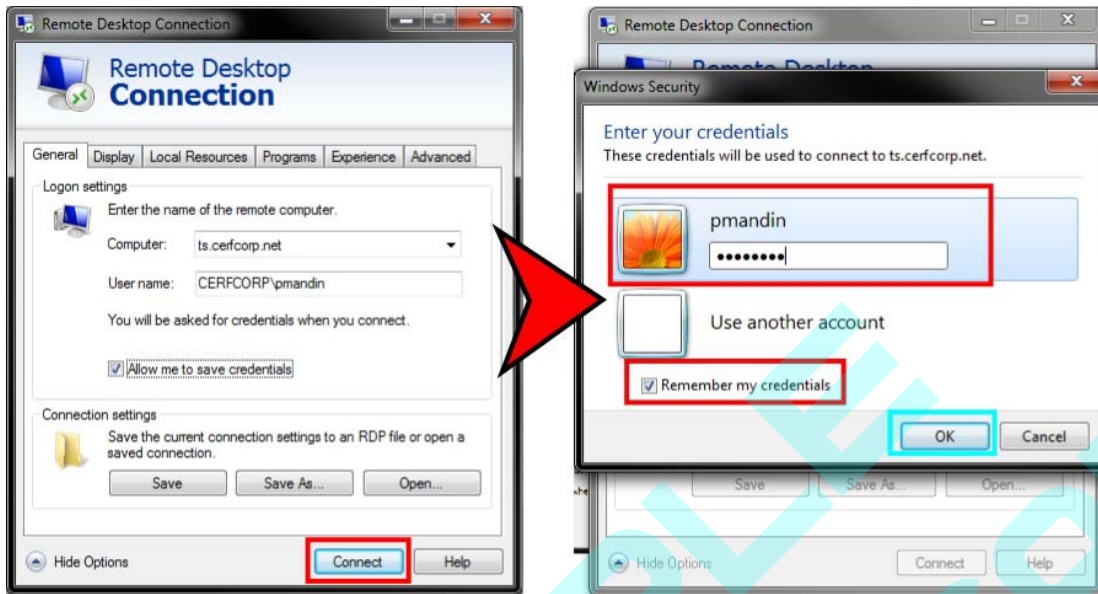 Remote Desktop Connection
Remote Desktop
Connection
General Display Local Resources Programs Experience Advanced
Logon settings
Enter the name of the remote computer.
Computer: ts.cerfcorp.net
User name: CERFCORP\pmandin
You will be asked for credentials when you connect.
Allow me to save credentials
Connection settings
Save the current connection settings to an RDP file or open a
saved connection.
Save Save As... Open...
Hide Options Connect Help
Remote Desktop Connection
Remote Desktop
Windows Security
Enter your credentials
These credentials will be used to connect to ts.cerfcorp.net.
pmandin
••••••••
Use another account
Remember my credentials
OK Cancel
Save Save As... Open...
Hide Options Connect Help